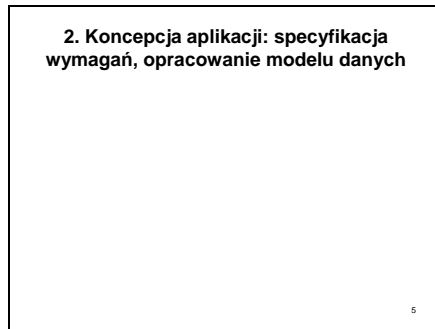 2. Koncepcja aplikacji: specyfikacja
wymagań, opracowanie modelu danych
5